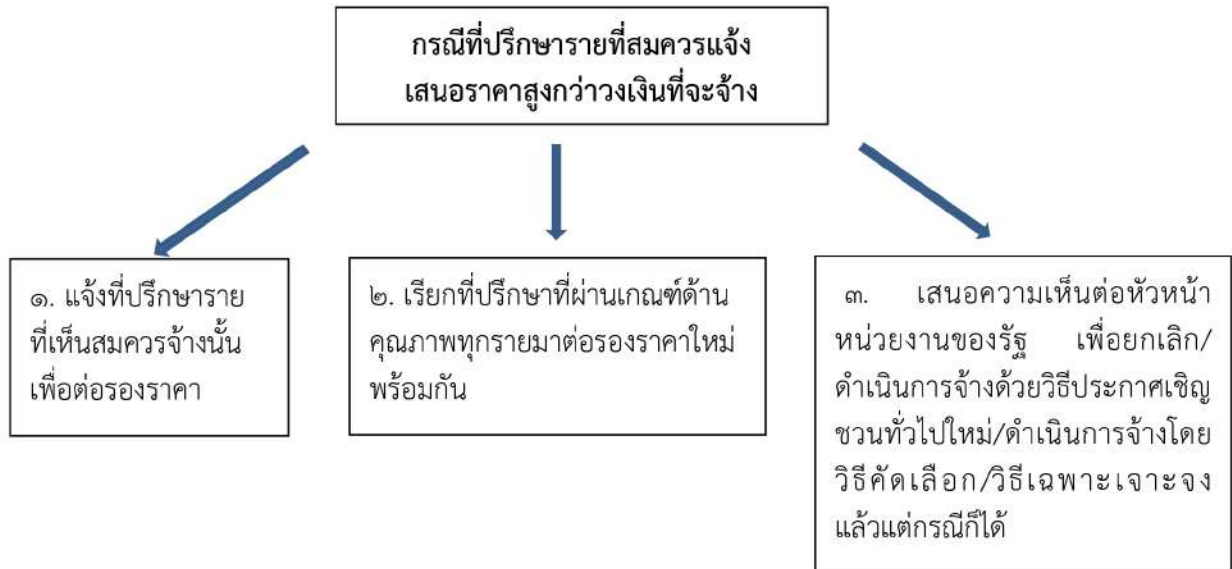 กรณีที่ปรึกษารายที่สมควรแจ้ง
เสนอราคาสูงกว่าวงเงินที่จะจ้าง
๑. แจ้งที่ปรึกษาราย
ที่เห็นสมควรจ้างนั้น
เพื่อต่อรองราคา
๒. เรียกที่ปรึกษาที่ผ่านเกณฑ์ด้าน
คุณภาพทุกรายมาต่อรองราคาใหม่
พร้อมกัน
๓. เสนอความเห็นต่อหัวหน้า
หน่วยงานของรัฐ เพื่อยกเลิก/
ดำเนินการจ้างด้วยวิธีประกาศเชิญ
ชวนทั่วไปใหม่/ดำเนินการจ้างโดย
วิธีคัดเลือก/วิธีเฉพาะเจาะจง
แล้วแต่กรณีก็ได้